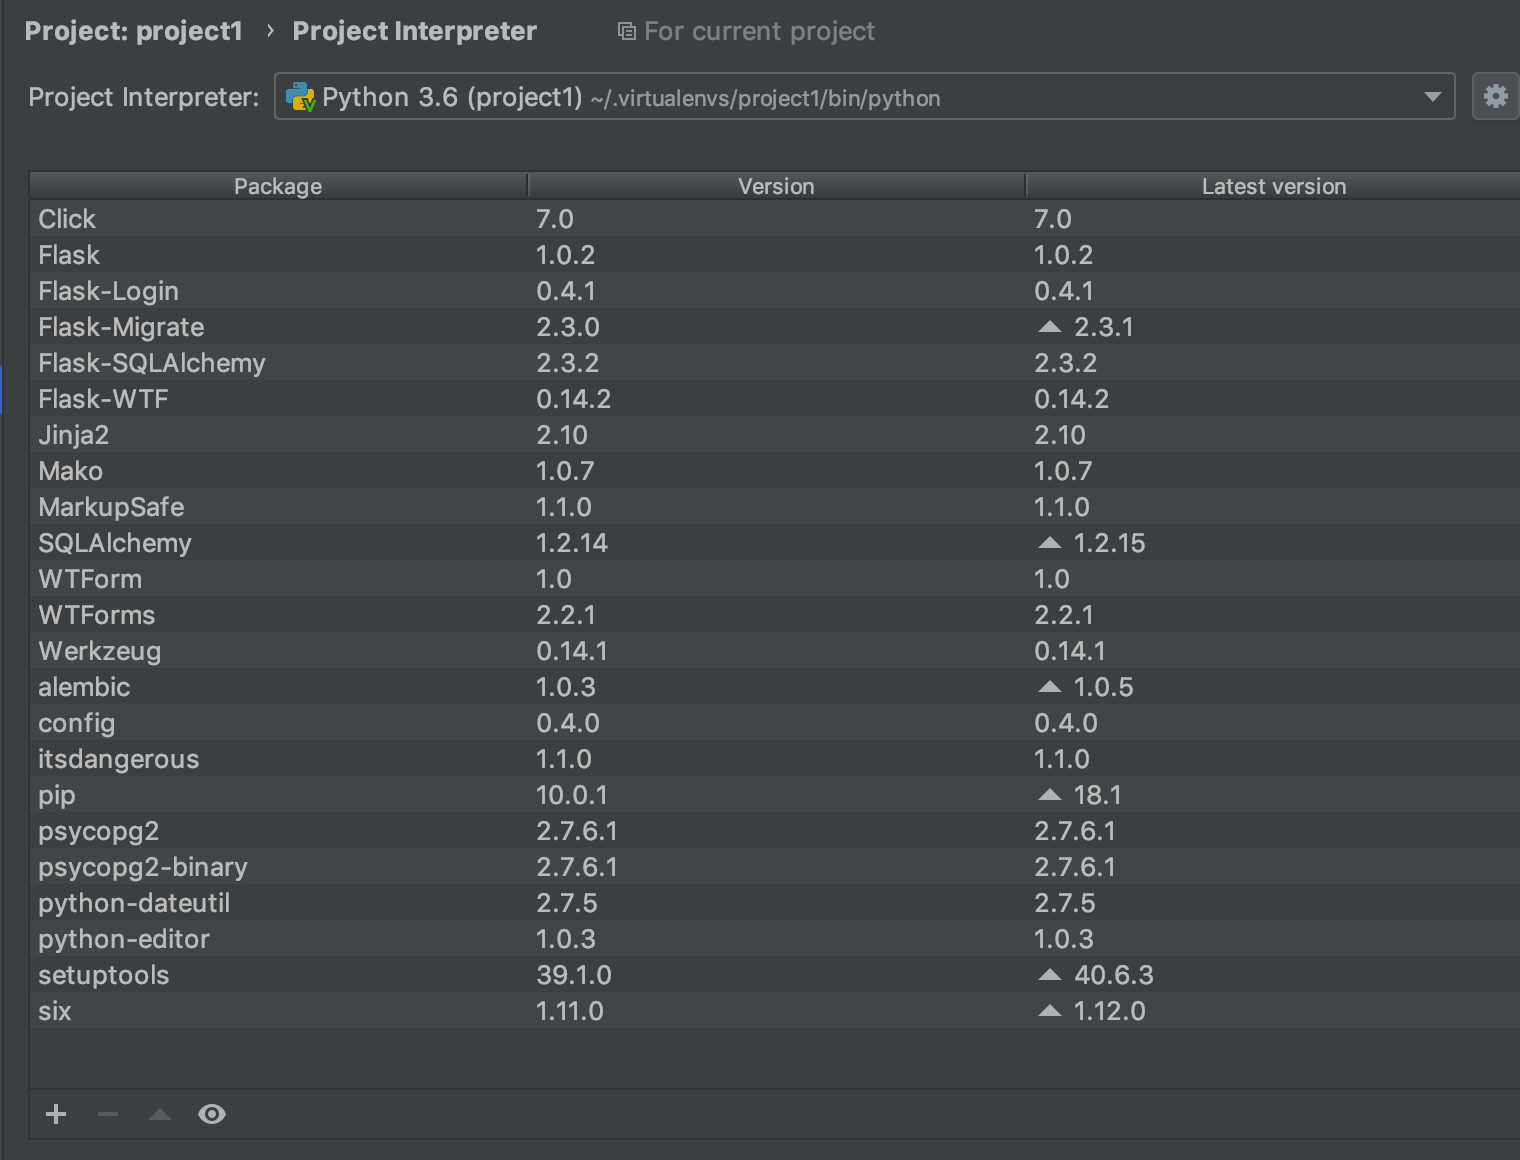 Project: project1 › Project Interpreter For current project
Project Interpreter: Python 3.6 (project1) ~/.virtualenvs/project1/bin/python
Package Version Latest version
Click 7.0 7.0
Flask 1.0.2 1.0.2
Flask-Login 0.4.1 0.4.1
Flask-Migrate 2.3.0 2.3.1
Flask-SQLAlchemy 2.3.2 2.3.2
Flask-WTF 0.14.2 0.14.2
Jinja2 2.10 2.10
Mako 1.0.7 1.0.7
MarkupSafe 1.1.0 1.1.0
SQLAlchemy 1.2.14 1.2.15
WTForm 1.0 1.0
WTForms 2.2.1 2.2.1
Werkzeug 0.14.1 0.14.1
alembic 1.0.3 1.0.5
config 0.4.0 0.4.0
itsdangerous 1.1.0 1.1.0
pip 10.0.1 18.1
psycopg2 2.7.6.1 2.7.6.1
psycopg2-binary 2.7.6.1 2.7.6.1
python-dateutil 2.7.5 2.7.5
python-editor 1.0.3 1.0.3
setuptools 39.1.0 40.6.3
six 1.11.0 1.12.0